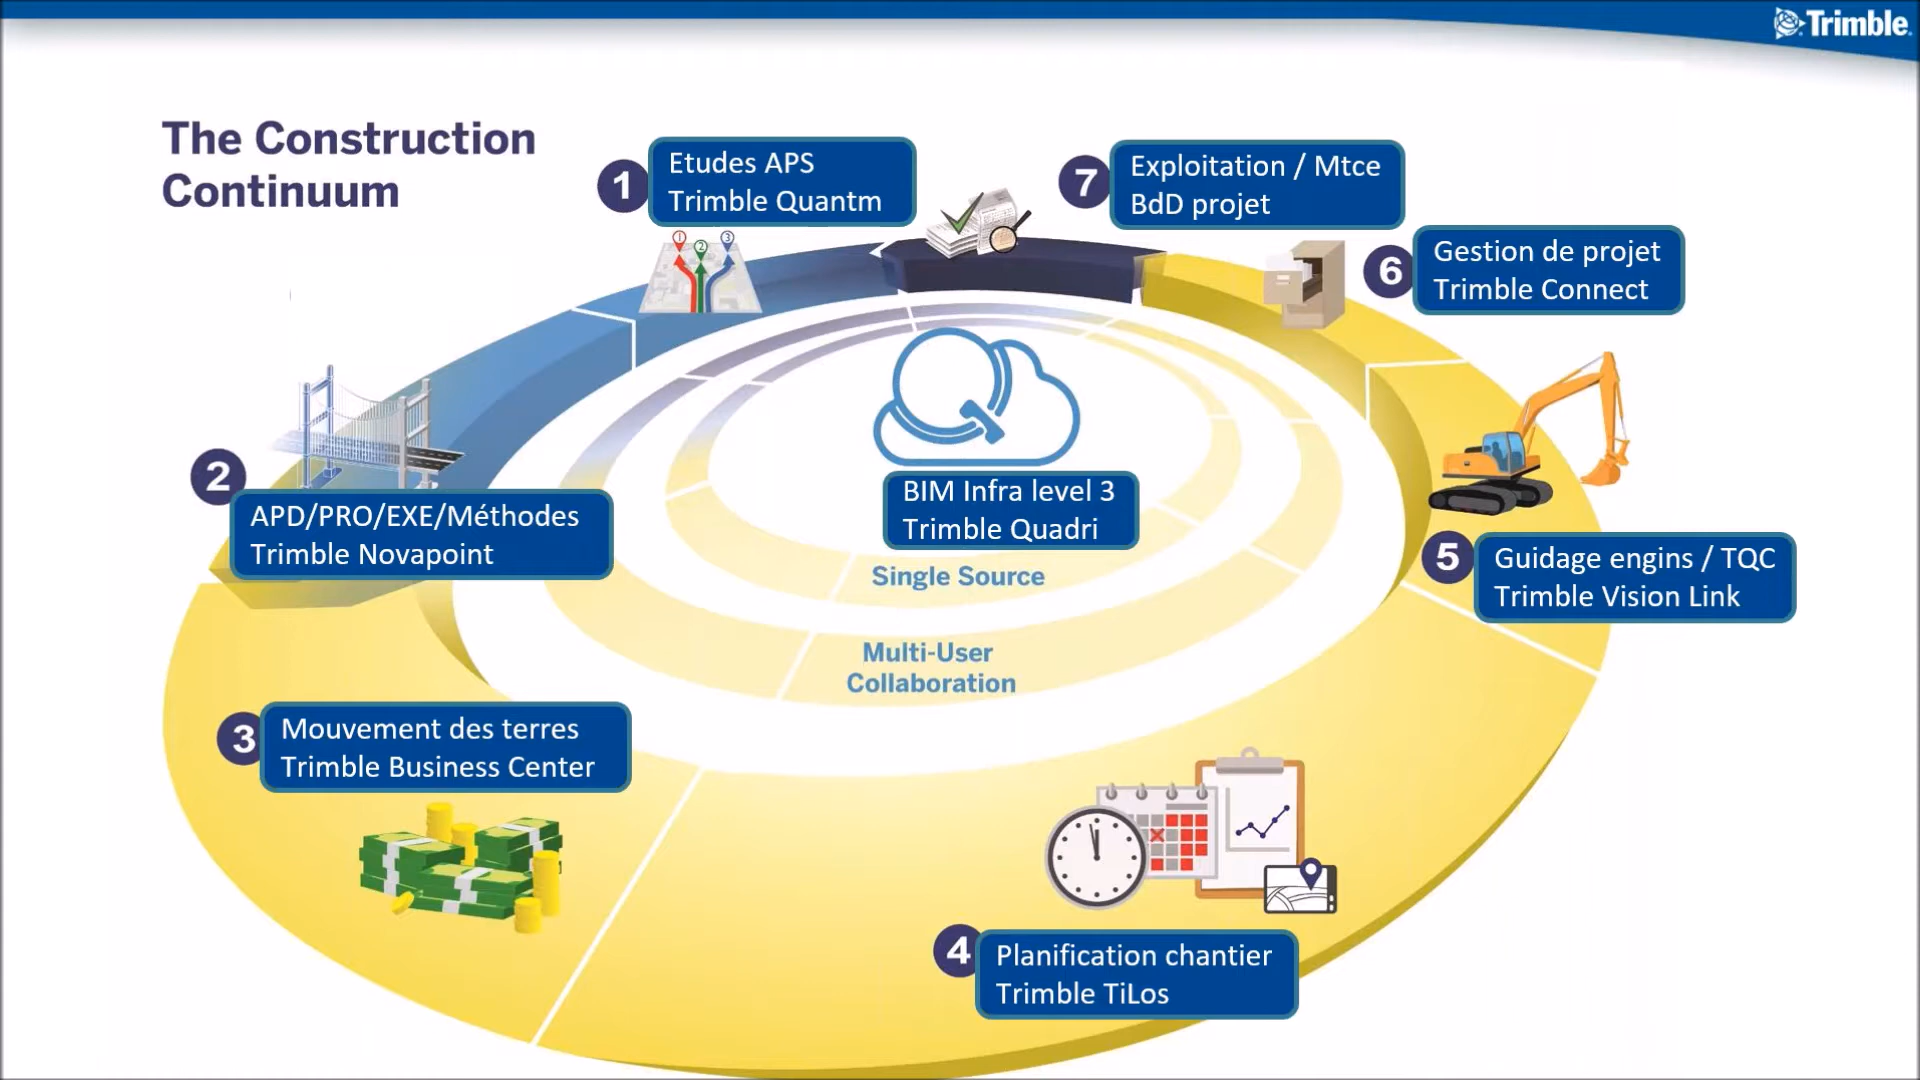 Trimble
The Construction
Continuum
1
Etudes APS
Trimble Quantm
7
Exploitation / Mtce
BdD projet
1
2
3
6
Gestion de projet
Trimble Connect
2
APD/PRO/EXE/Méthodes
Trimble Novapoint
BIM Infra level 3
Trimble Quadri
5
Guidage engins / TQC
Trimble Vision Link
Single Source
Multi-User
Collaboration
3
Mouvement des terres
Trimble Business Center
4
Planification chantier
Trimble TiLos